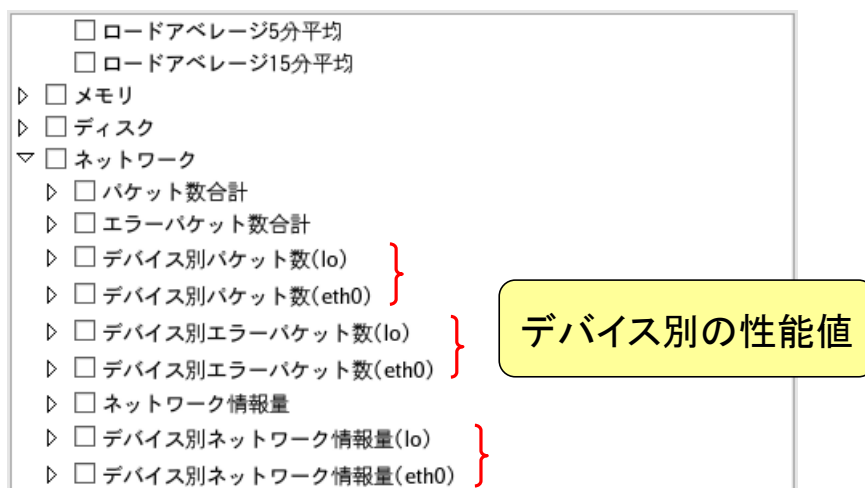 ロードアベレージ5分平均
ロードアベレージ15分平均
メモリ
ディスク
ネットワーク
パケット数合計
エラーパケット数合計
デバイス別パケット数(lo)
デバイス別パケット数(eth0)
デバイス別エラーパケット数(lo)
デバイス別エラーパケット数(eth0)
ネットワーク情報量
デバイス別ネットワーク情報量(lo)
デバイス別ネットワーク情報量(eth0)
デバイス別の性能値